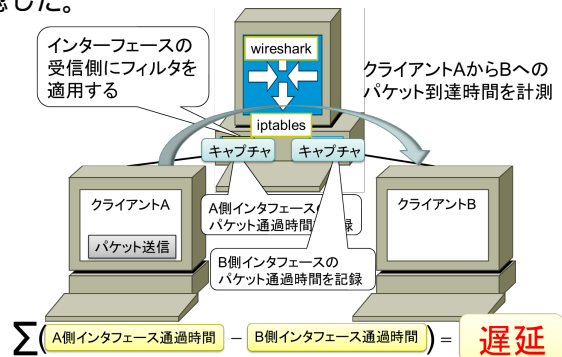 認した。
インターフェースの
受信側にフィルタを
適用する
wireshark
クライアントAからBへの
パケット到達時間を計測
iptables
キャプチャ
キャプチャ
クライアントA
パケット送信
A側インタフェースの
パケット通過時間 録
B側インタフェースの
パケット通過時間を記録
クライアントB
Σ(A側インタフェース通過時間 − B側インタフェース通過時間) = 遅延